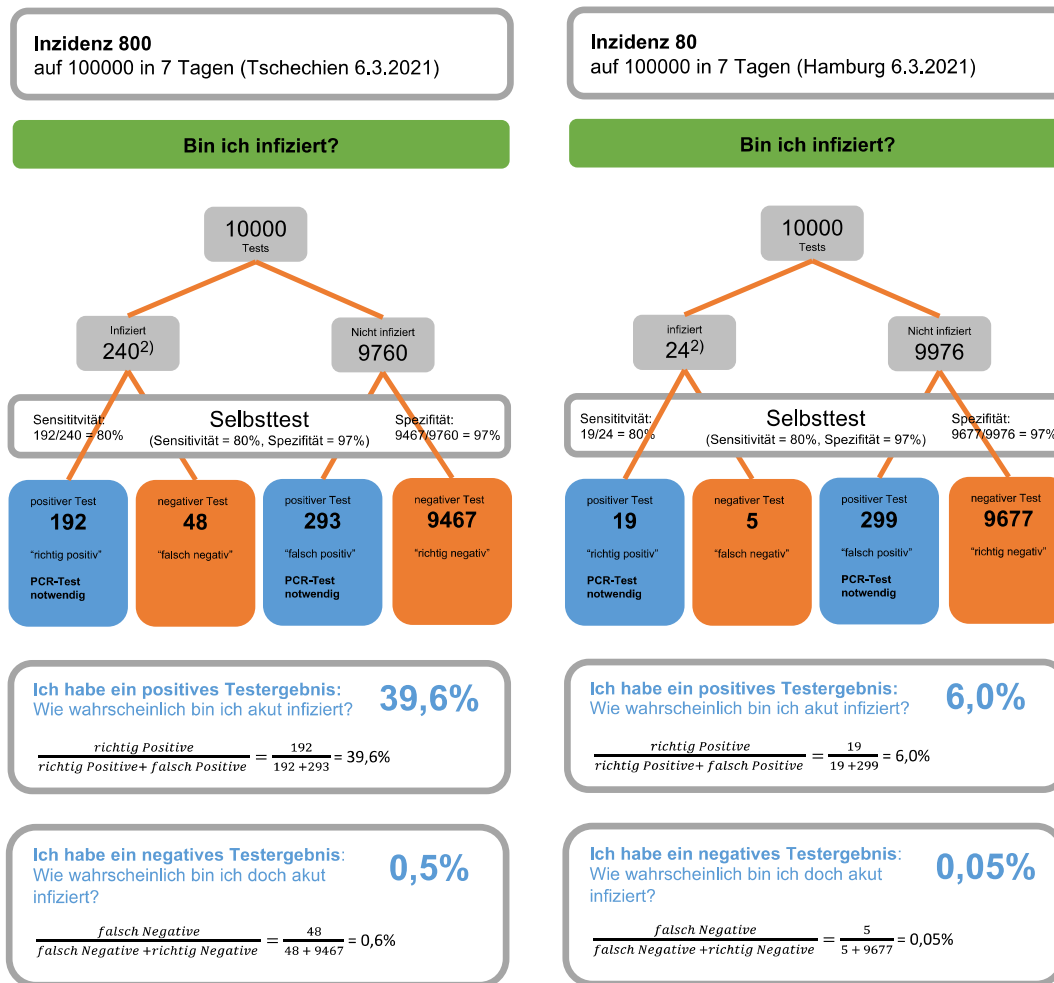 Inzidenz 800
auf 100000 in 7 Tagen (Tschechien 6.3.2021)
Bin ich infiziert?
10000
Tests
Infiziert
240²⁾
Nicht infiziert
9760
Sensititvität:
192/240 = 80%
Selbsttest
(Sensitivität = 80%, Spezifität = 97%)
Spezifität:
9467/9760 = 97%
positiver Test
192
“richtig positiv”
PCR-Test
notwendig
negativer Test
48
“falsch negativ”
positiver Test
293
“falsch positiv”
PCR-Test
notwendig
negativer Test
9467
“richtig negativ”
Ich habe ein positives Testergebnis:
Wie wahrscheinlich bin ich akut infiziert?
39,6%
richtig Positive
richtig Positive+ falsch Positive
=
192
192 +293
= 39,6%
Ich habe ein negatives Testergebnis:
Wie wahrscheinlich bin ich doch akut
infiziert?
0,5%
falsch Negative
falsch Negative +richtig Negative
=
48
48 + 9467
= 0,6%
Inzidenz 80
auf 100000 in 7 Tagen (Hamburg 6.3.2021)
Bin ich infiziert?
10000
Tests
infiziert
24²⁾
Nicht infiziert
9976
Sensititvität:
19/24 = 80%
Selbsttest
(Sensitivität = 80%, Spezifität = 97%)
Spezifität:
9677/9976 = 97%
positiver Test
19
“richtig positiv”
PCR-Test
notwendig
negativer Test
5
“falsch negativ”
positiver Test
299
“falsch positiv”
PCR-Test
notwendig
negativer Test
9677
“richtig negativ”
Ich habe ein positives Testergebnis:
Wie wahrscheinlich bin ich akut infiziert?
6,0%
richtig Positive
richtig Positive+ falsch Positive
=
19
19 +299
= 6,0%
Ich habe ein negatives Testergebnis:
Wie wahrscheinlich bin ich doch akut
infiziert?
0,05%
falsch Negative
falsch Negative +richtig Negative
=
5
5 + 9677
= 0,05%